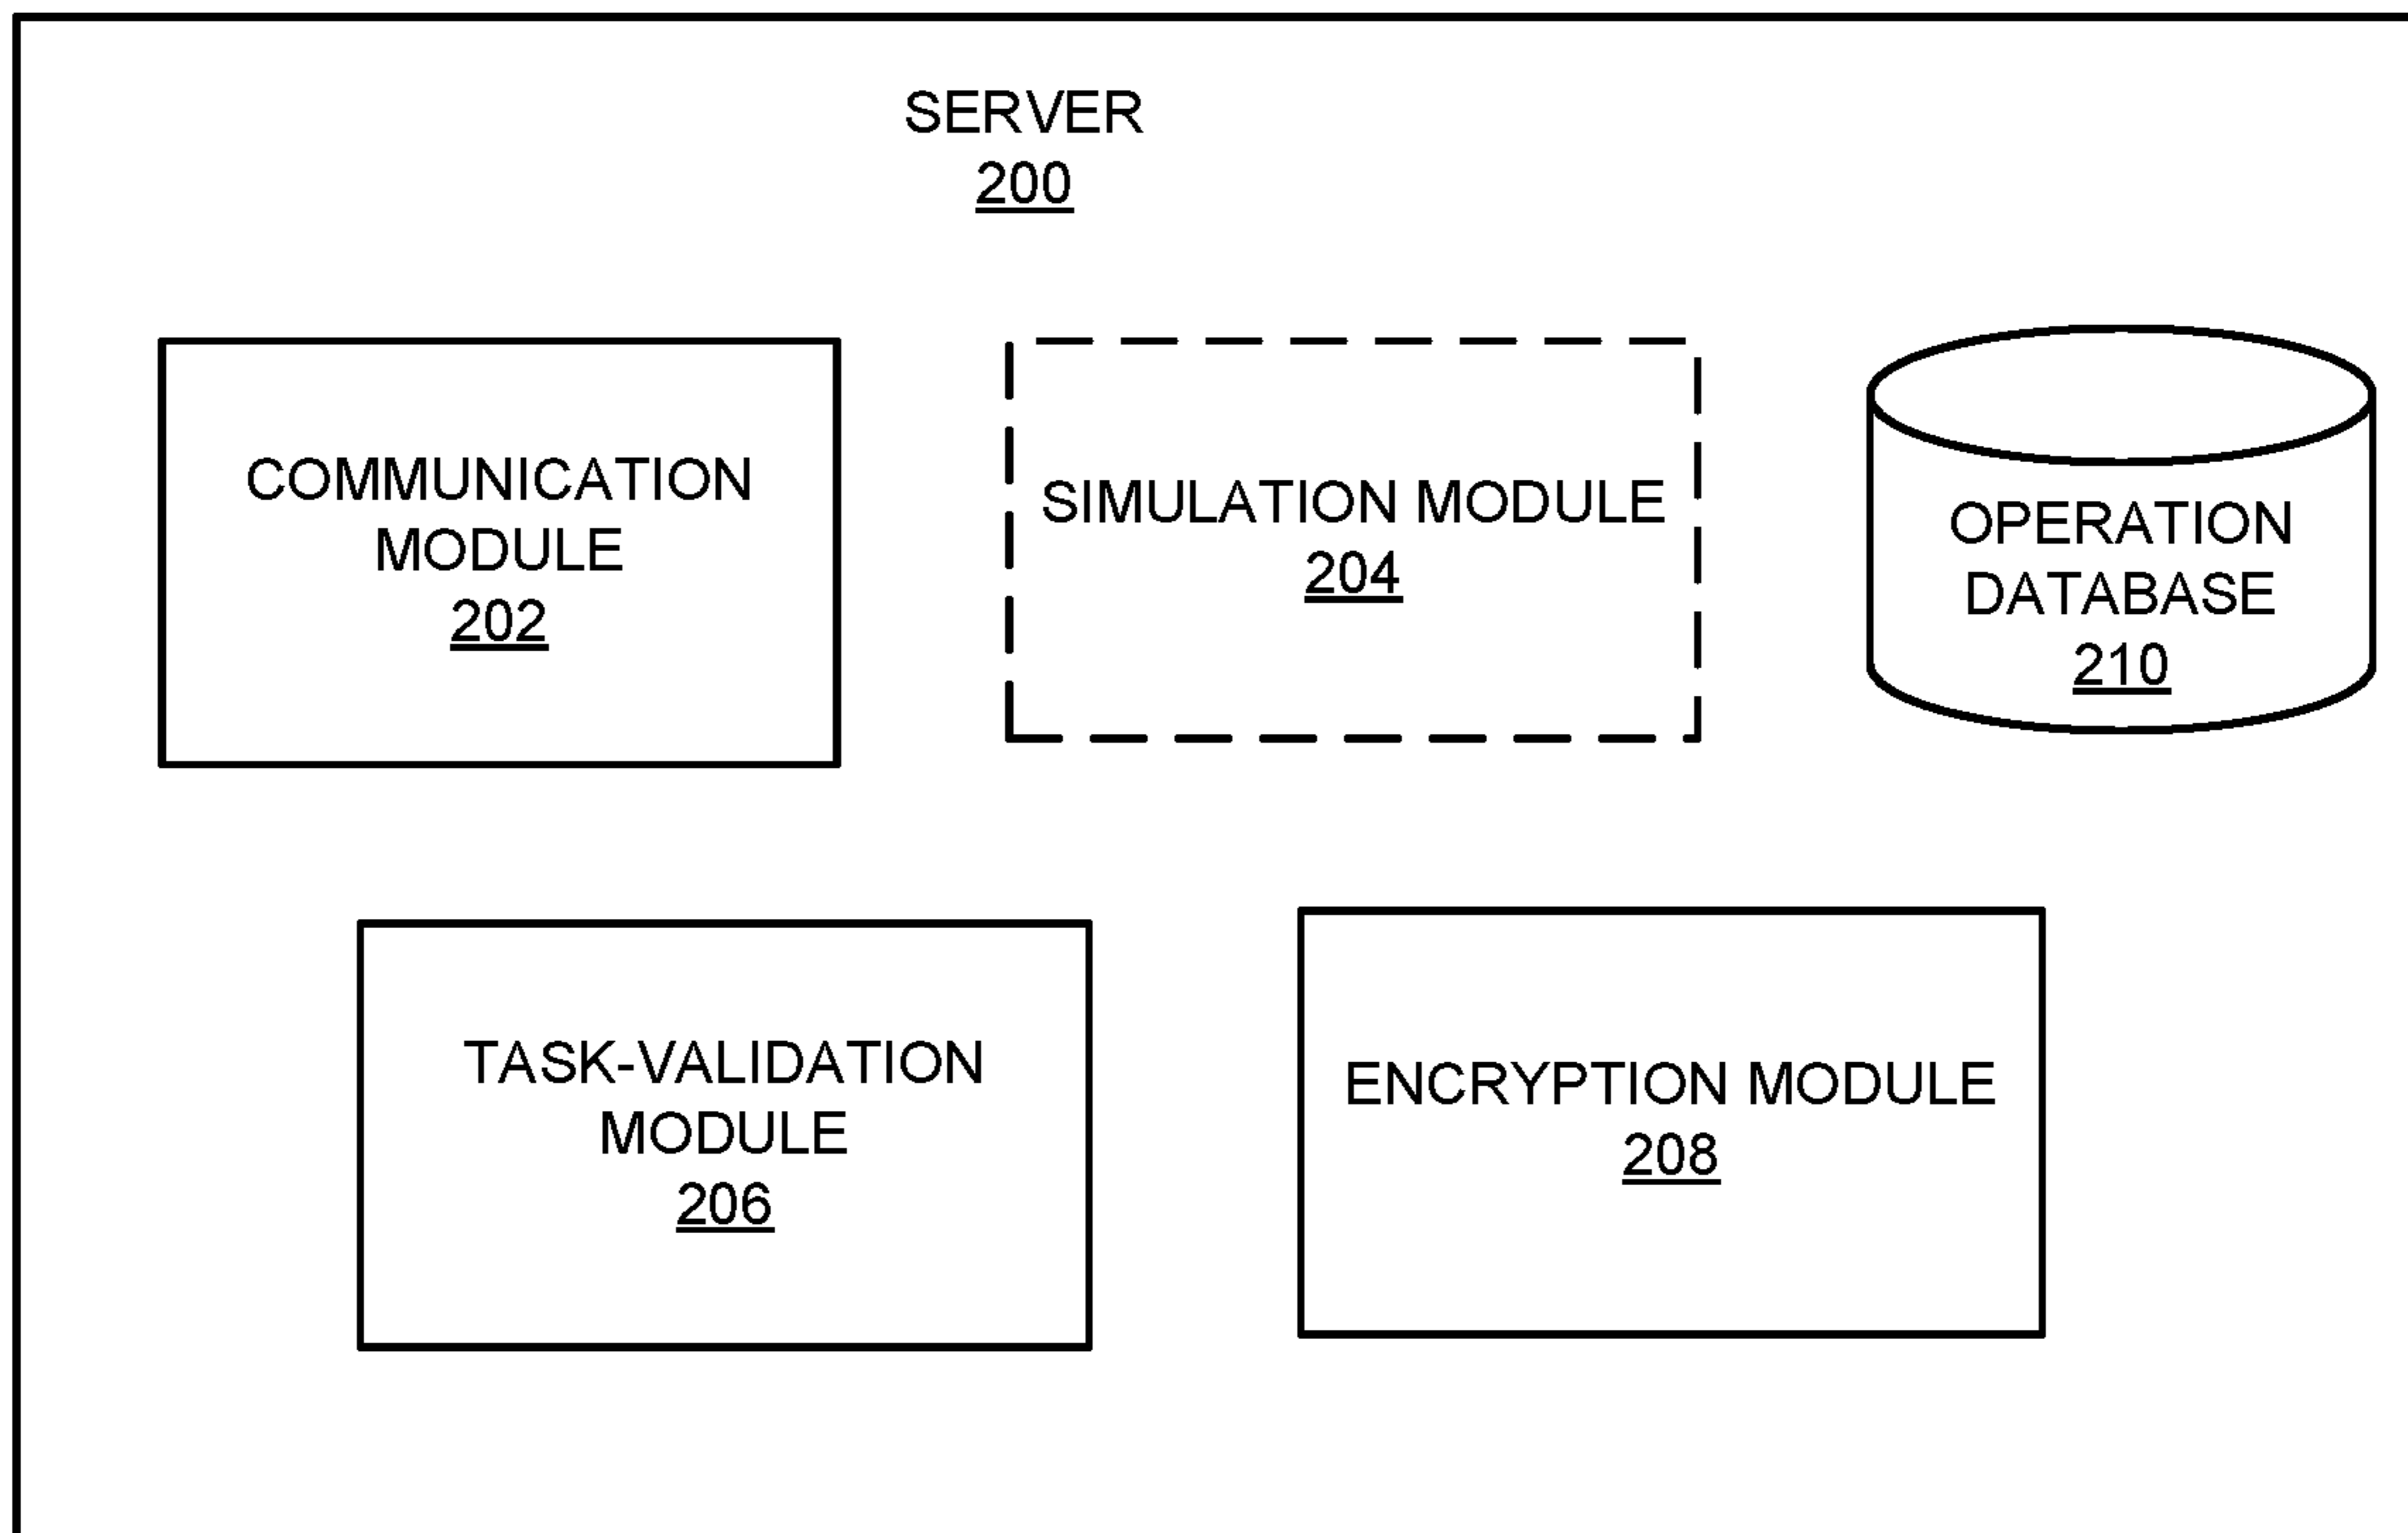 SERVER
200
COMMUNICATION
MODULE
202
SIMULATION MODULE
204
OPERATION
DATABASE
210
TASK-VALIDATION
MODULE
206
ENCRYPTION MODULE
208